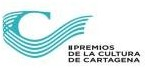 II PREMIOS
DE LA CULTURA
DE CARTAGENA